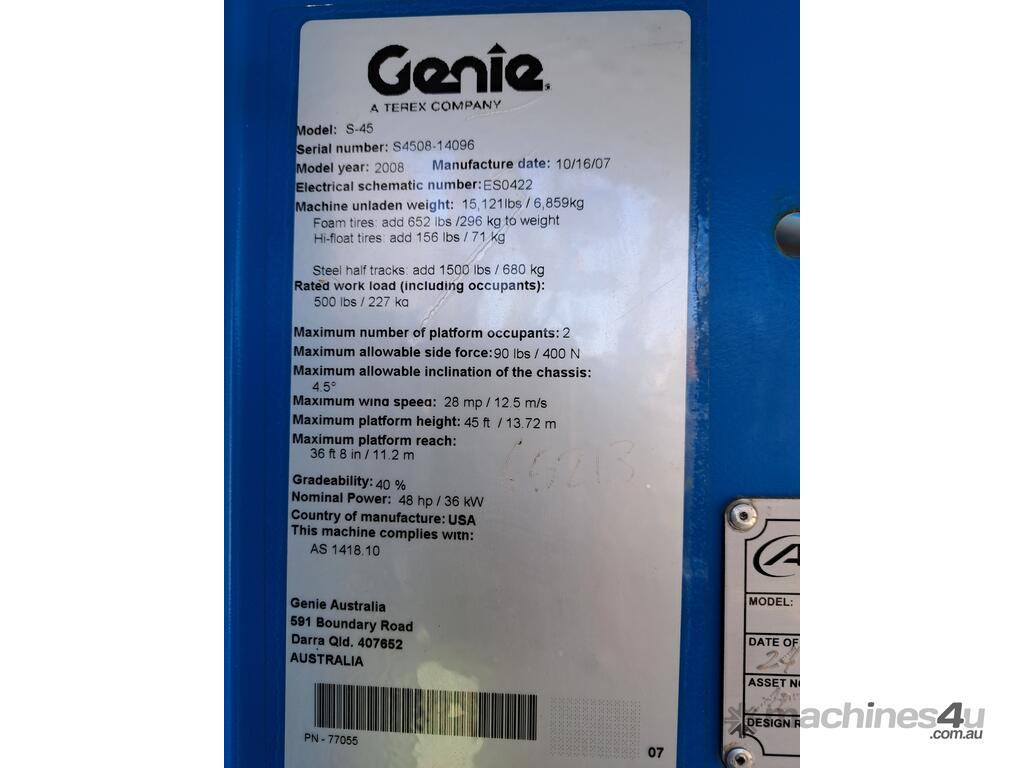 Genie
A TEREX COMPANY
Model: S-45
Serial number: S4508-14096
Model year: 2008 Manufacture date: 10/16/07
Electrical schematic number: ES0422
Machine unladen weight: 15,121lbs / 6,859kg
Foam tires: add 652 lbs /296 kg to weight
Hi-float tires: add 156 lbs / 71 kg
Steel half tracks: add 1500 lbs / 680 kg
Rated work load (including occupants):
500 lbs / 227 kg
Maximum number of platform occupants: 2
Maximum allowable side force: 90 lbs / 400 N
Maximum allowable inclination of the chassis:
4.5°
Maximum wind speed: 28 mp / 12.5 m/s
Maximum platform height: 45 ft / 13.72 m
Maximum platform reach:
36 ft 8 in / 11.2 m
Gradeability: 40 %
Nominal Power: 48 hp / 36 kW
Country of manufacture: USA
This machine complies with:
AS 1418.10
Genie Australia
591 Boundary Road
Darra Qld. 407652
AUSTRALIA
PN - 77055
07
MODEL:
DATE OF
24
ASSET
DESIGN
machines4u
.com.au